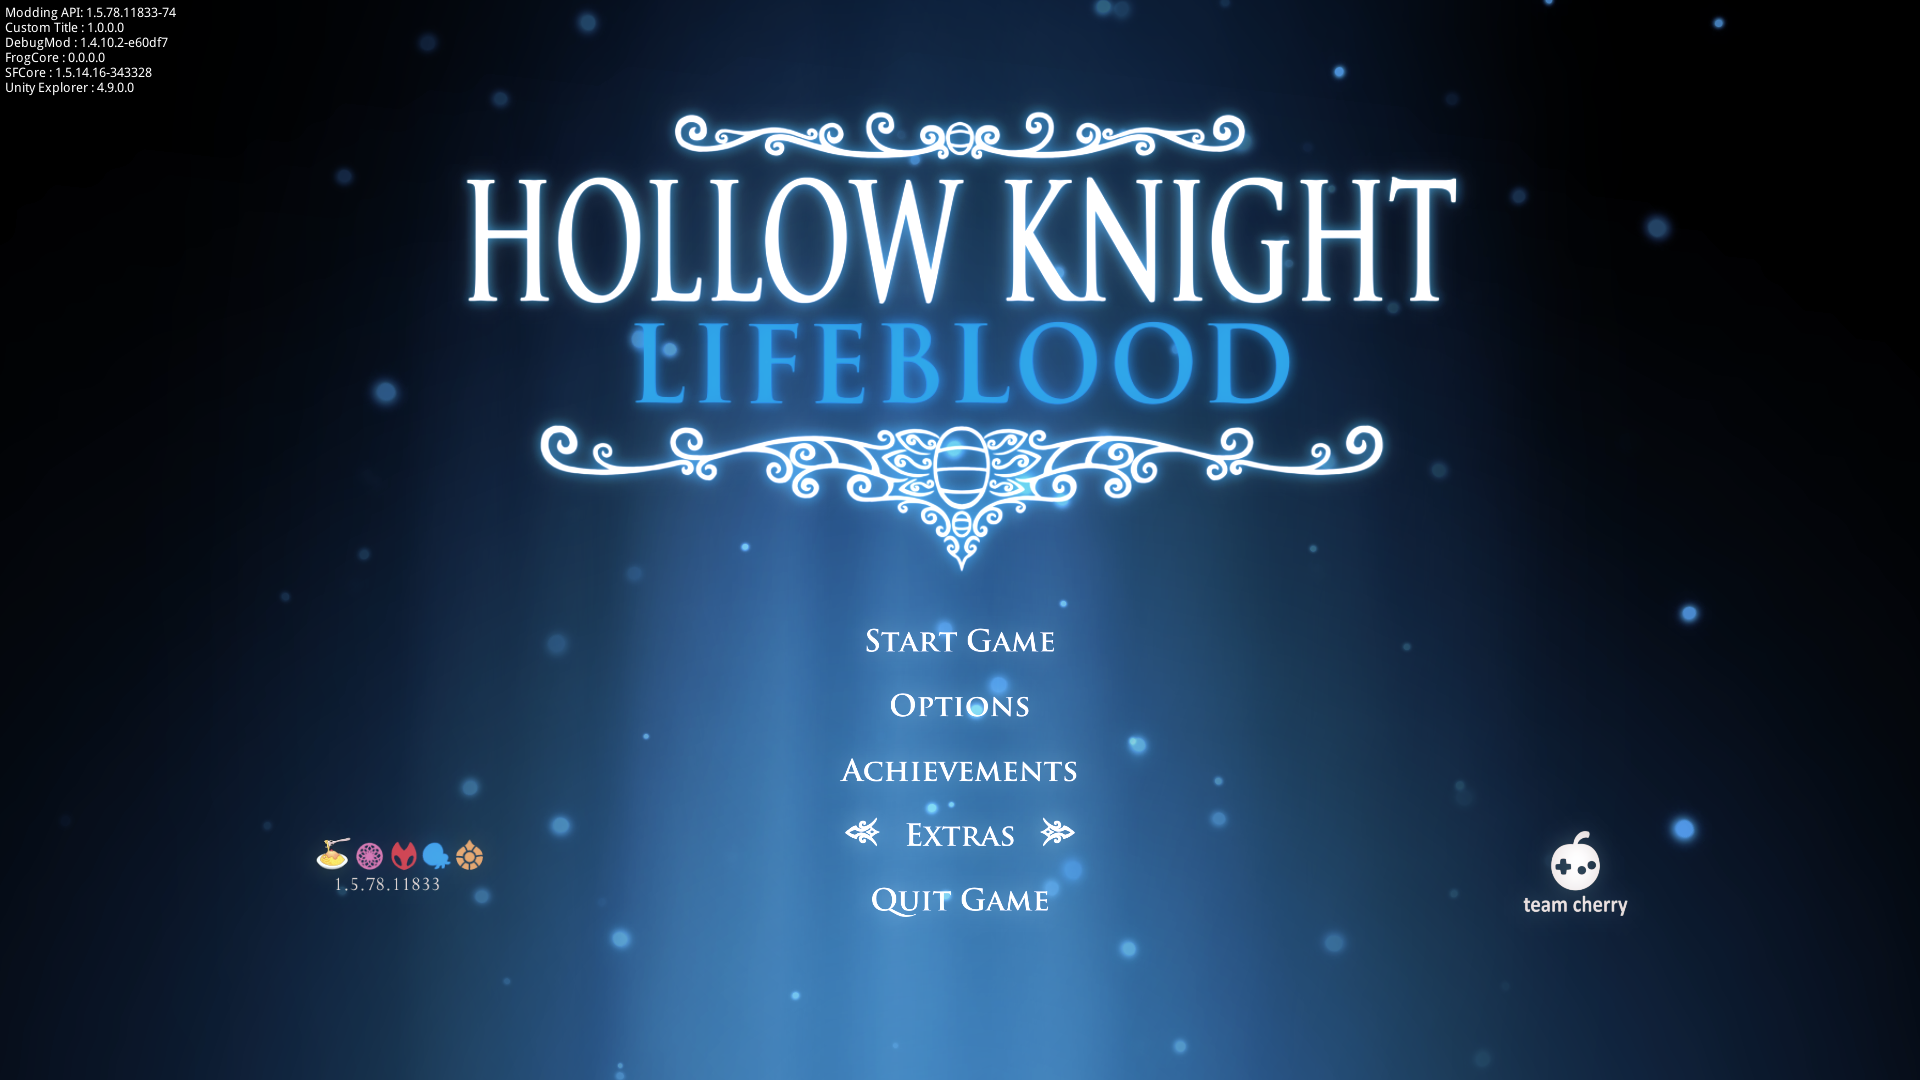 Modding API: 1.5.78.11833-74
Custom Title : 1.0.0.0
DebugMod : 1.4.10.2-e60df7
FrogCore : 0.0.0.0
SFCore : 1.5.14.16-343328
Unity Explorer : 4.9.0.0
HOLLOW KNIGHT
LIFEBLOOD
START GAME
OPTIONS
ACHIEVEMENTS
EXTRAS
QUIT GAME
1.5.78.11833
team cherry